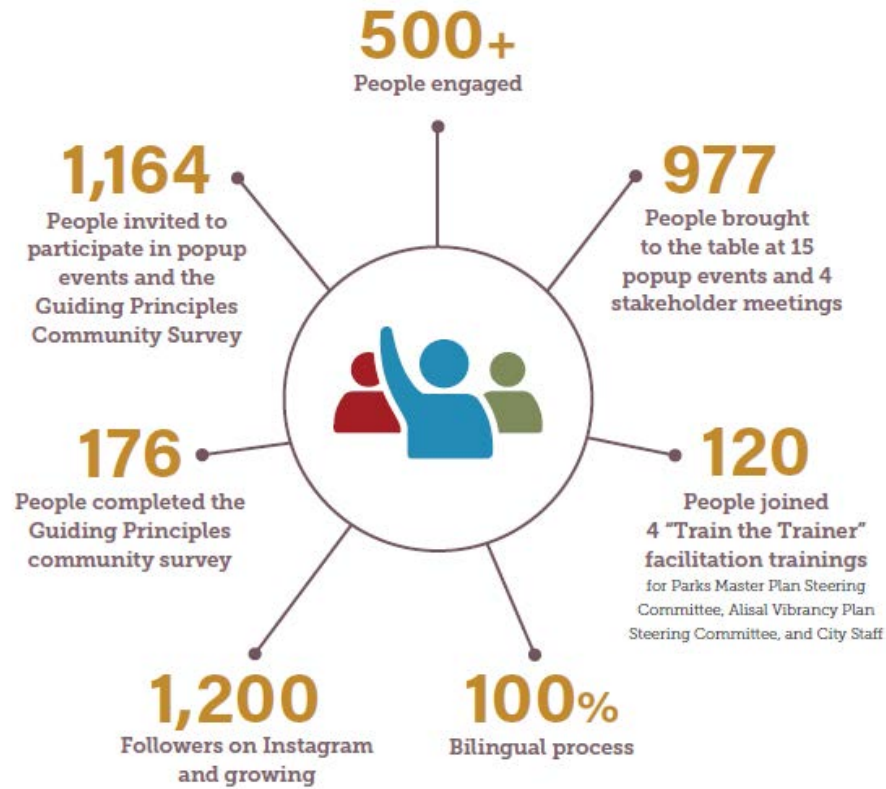 500+
People engaged
1,164
People invited to
participate in popup
events and the
Guiding Principles
Community Survey
977
People brought
to the table at 15
popup events and 4
stakeholder meetings
176
People completed the
Guiding Principles
community survey
120
People joined
4 “Train the Trainer”
facilitation trainings
for Parks Master Plan Steering
Committee, Alisal Vibrancy Plan
Steering Committee, and City Staff
1,200
Followers on Instagram
and growing
100%
Bilingual process